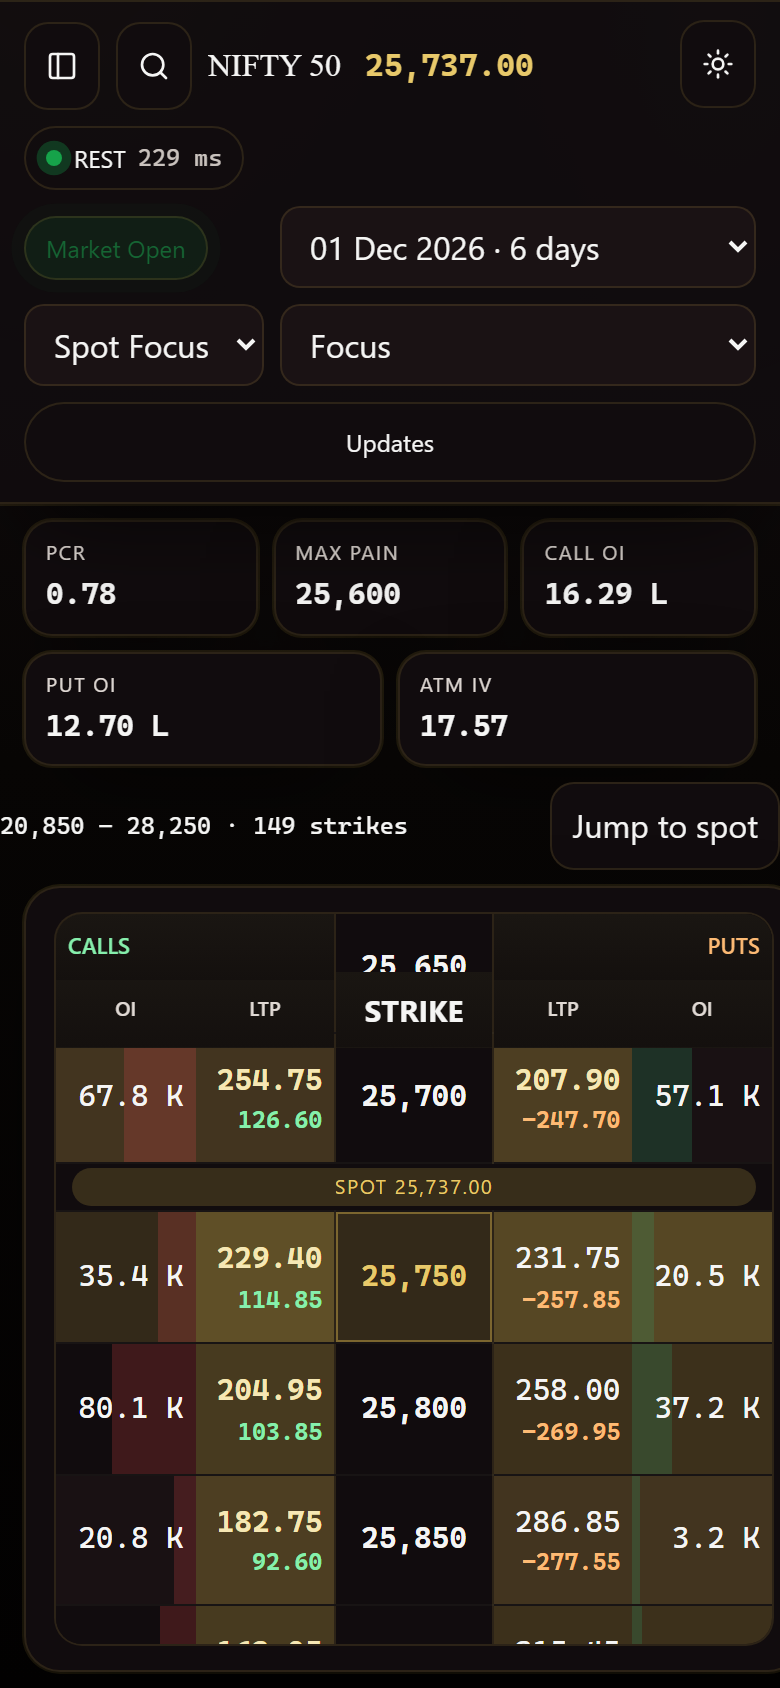 NIFTY 50 25,737.00
REST 229 ms
Market Open 01 Dec 2026 · 6 days
Spot Focus Focus
Updates
PCR MAX PAIN CALL OI
0.78 25,600 16.29 L
PUT OI ATM IV
12.70 L 17.57
20,850 – 28,250 · 149 strikes Jump to spot
CALLS 25,650 PUTS
OI LTP STRIKE LTP OI
67.8 K 254.75 25,700 207.90 57.1 K
126.60 −247.70
SPOT 25,737.00
35.4 K 229.40 25,750 231.75 20.5 K
114.85 −257.85
80.1 K 204.95 25,800 258.00 37.2 K
103.85 −269.95
20.8 K 182.75 25,850 286.85 3.2 K
92.60 −277.55